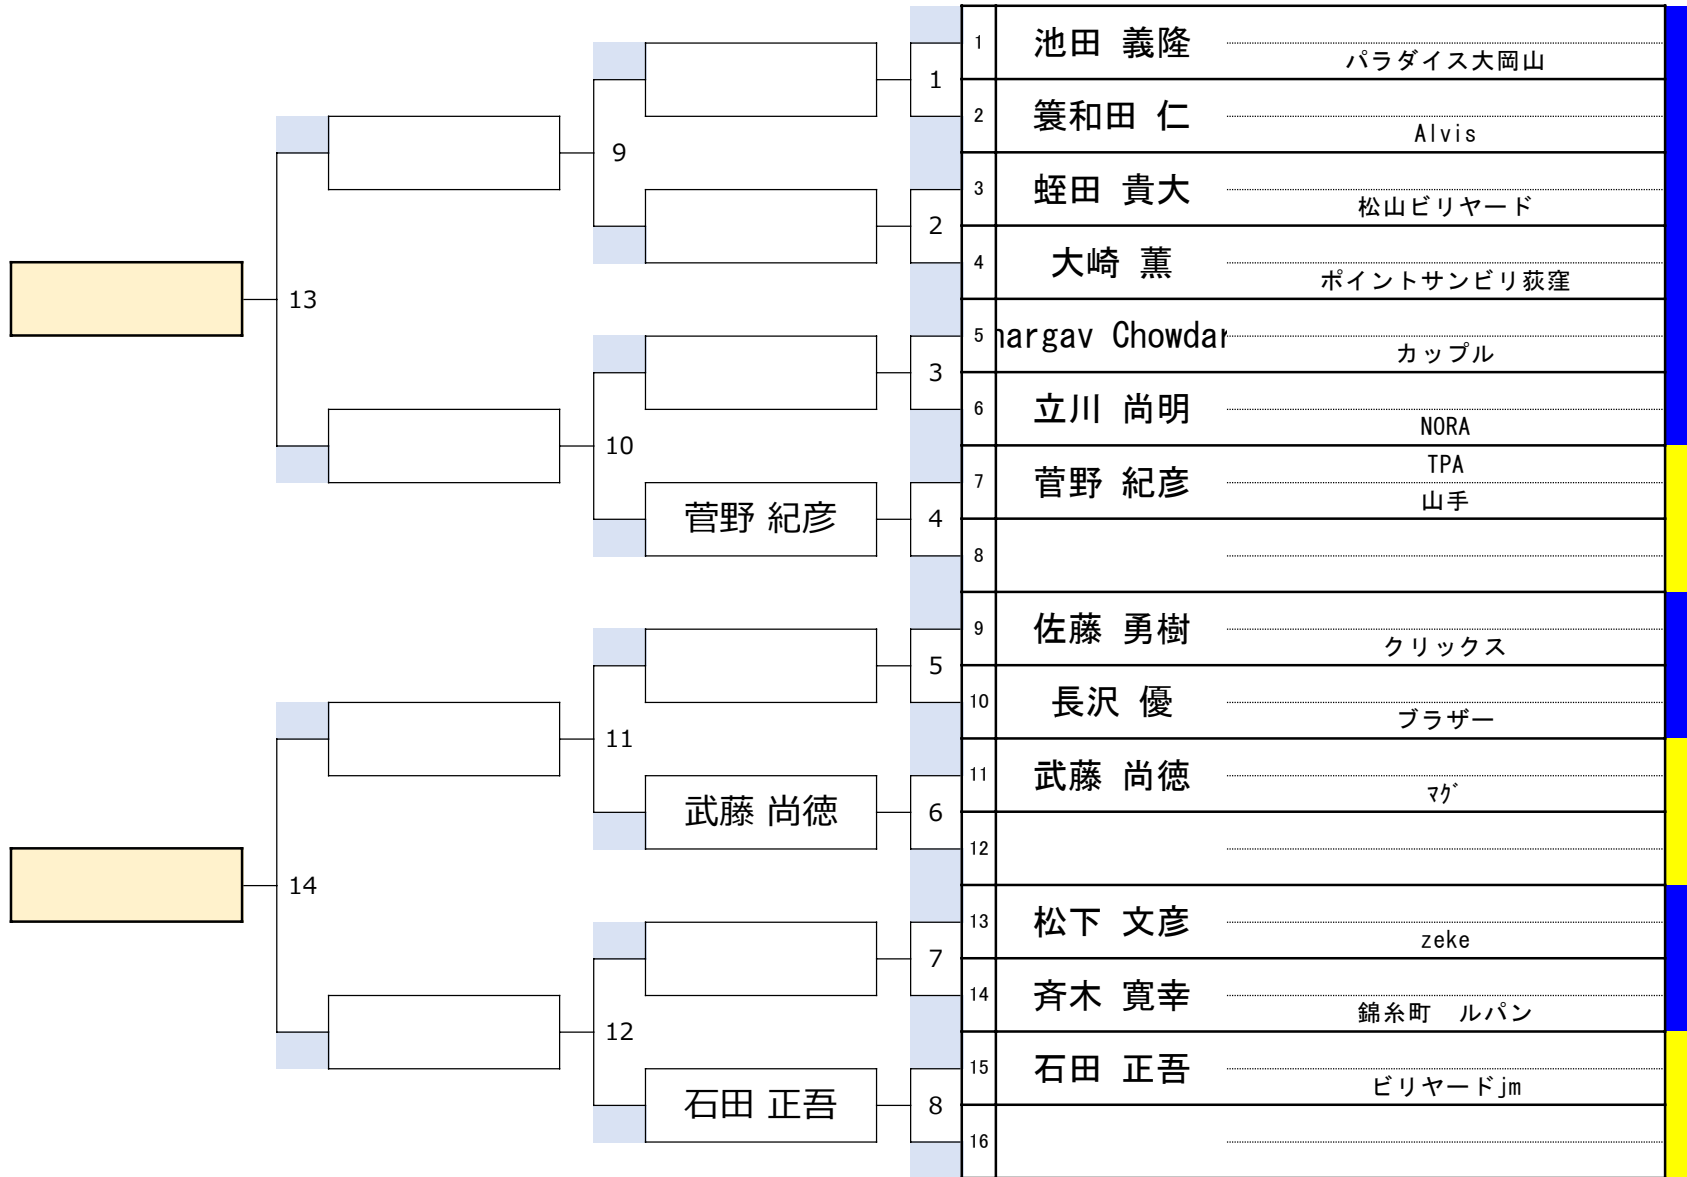 1 池田 義隆
パラダイス大岡山
1
2 簑和田 仁
Alvis
9
3 蛭田 貴大
松山ビリヤード
2
4 大崎 薫
ポイントサンビリ荻窪
13
5 hargav Chowdar
カップル
3
6 立川 尚明
NORA
10
TPA
7 菅野 紀彦
山手
菅野 紀彦 4
8
9 佐藤 勇樹
クリックス
5
10 長沢 優
ブラザー
11
11 武藤 尚徳
マグ
武藤 尚徳 6
12
14
13 松下 文彦
zeke
7
14 斉木 寛幸
錦糸町 ルパン
12
15 石田 正吾
ビリヤードjm
石田 正吾 8
16